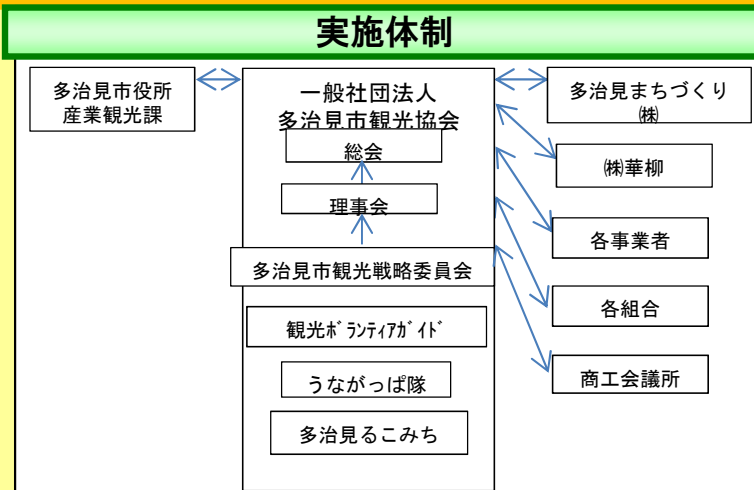 実施体制
多治見市役所
産業観光課
一般社団法人
多治見市観光協会
総会
理事会
多治見市観光戦略委員会
観光ﾎﾞﾗﾝﾃｨｱｶﾞｲﾄﾞ
うながっぱ隊
多治見るこみち
多治見まちづくり
㈱
㈱華柳
各事業者
各組合
商工会議所